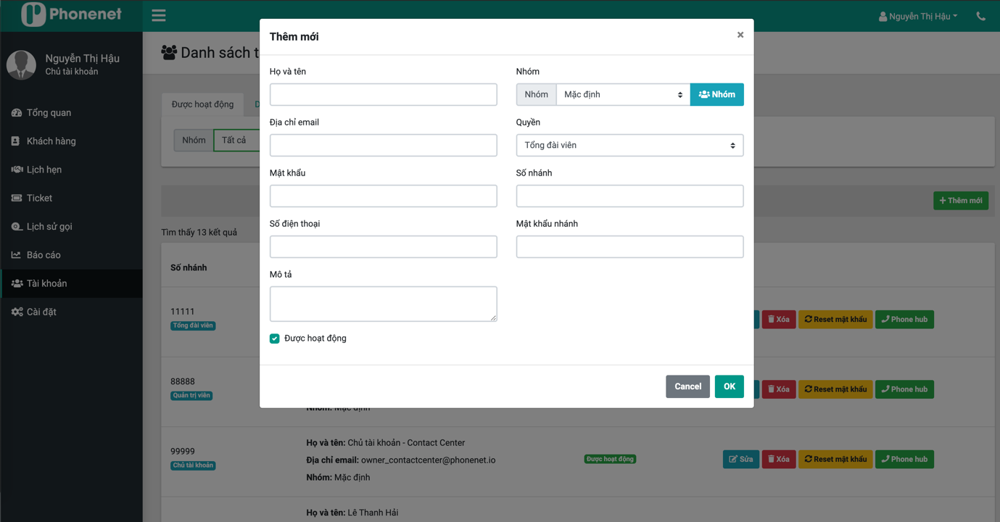 Phonenet
Nguyễn Thị Hậu
Nguyễn Thị Hậu
Chủ tài khoản
Tổng quan
Khách hàng
Lịch hẹn
Ticket
Lịch sử gọi
Báo cáo
Tài khoản
Cài đặt
Danh sách t
Được hoạt động
D
Nhóm Tất cả
Thêm mới
Tìm thấy 13 kết quả
Số nhánh
Thêm mới
×
Họ và tên
Nhóm
Nhóm Mặc định Nhóm
Địa chỉ email
Quyền
Tổng đài viên
Mật khẩu
Số nhánh
Số điện thoại
Mật khẩu nhánh
Mô tả
Được hoạt động
Cancel OK
11111
Tổng đài viên
Xóa Reset mật khẩu Phone hub
88888
Quản trị viên
Xóa Reset mật khẩu Phone hub
Nhóm: Mặc định
99999
Chủ tài khoản
Họ và tên: Chủ tài khoản - Contact Center
Địa chỉ email: owner_contactcenter@phonenet.io
Nhóm: Mặc định
Được hoạt động
Sửa Xóa Reset mật khẩu Phone hub
Họ và tên: Lê Thanh Hải